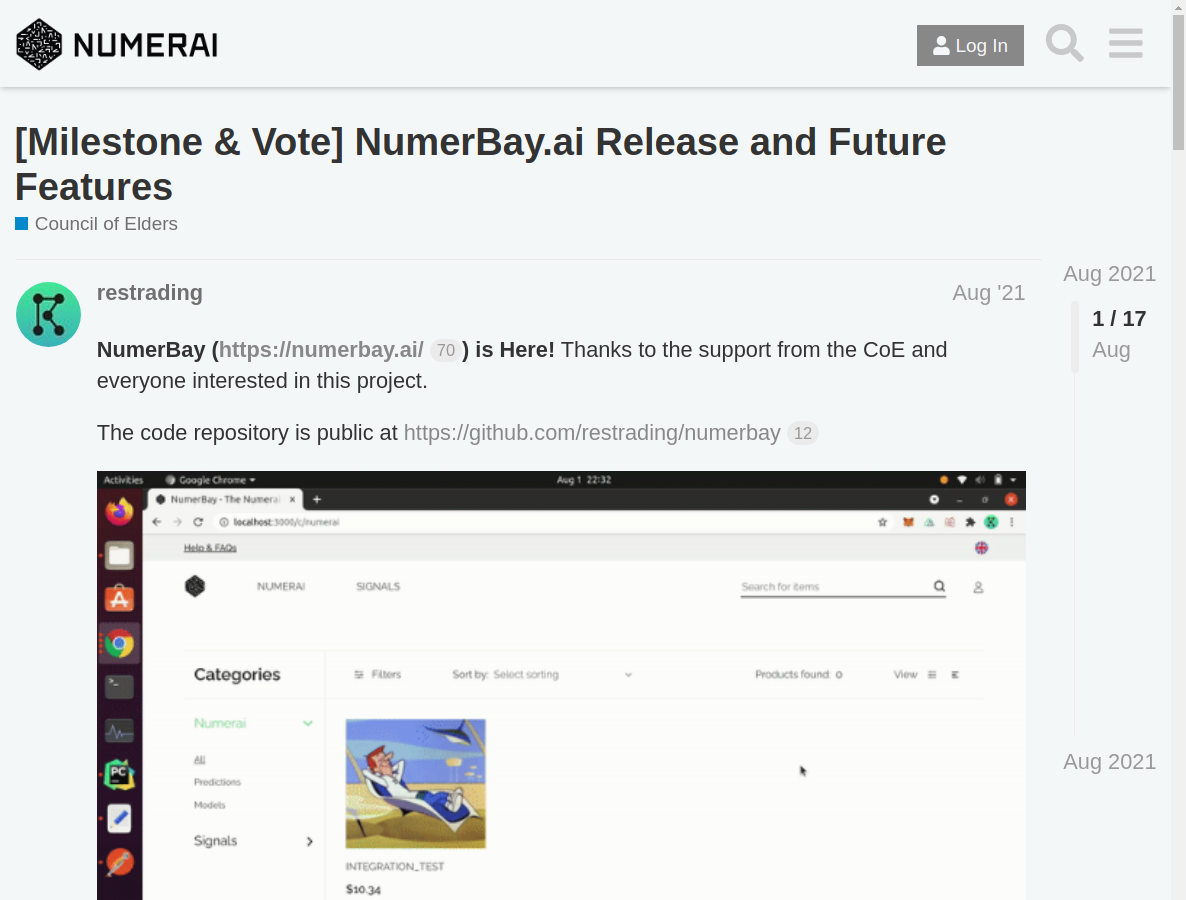 NUMERAI
Log In
[Milestone & Vote] NumerBay.ai Release and Future
Features
Council of Elders
Aug 2021
restrading
Aug '21
1 / 17
Aug
NumerBay (https://numerbay.ai/ 70) is Here! Thanks to the support from the CoE and
everyone interested in this project.
The code repository is public at https://github.com/restrading/numerbay 12
Activities Google Chrome Aug 1 22:32
NumerBay - The Numerai
localhost:3000/c/numerai
Help & FAQs
NUMERAI SIGNALS Search for items
Categories Filters Sort by: Select sorting Products found 0 View
Numerai
All
Predictions
Models
Signals
INTEGRATION_TEST
$10.34
PC
Aug 2021